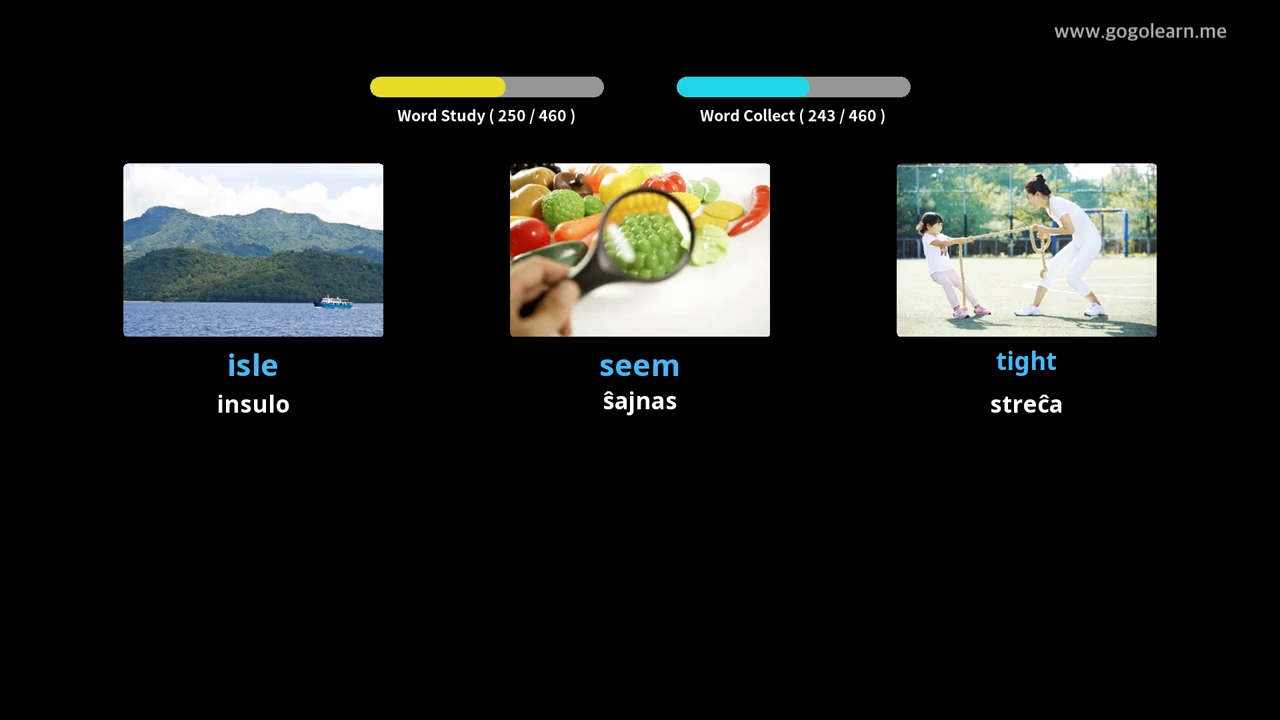 www.gogolearn.me
Word Study ( 250 / 460 )
Word Collect ( 243 / 460 )
isle
seem
tight
insulo
ŝajnas
streĉa